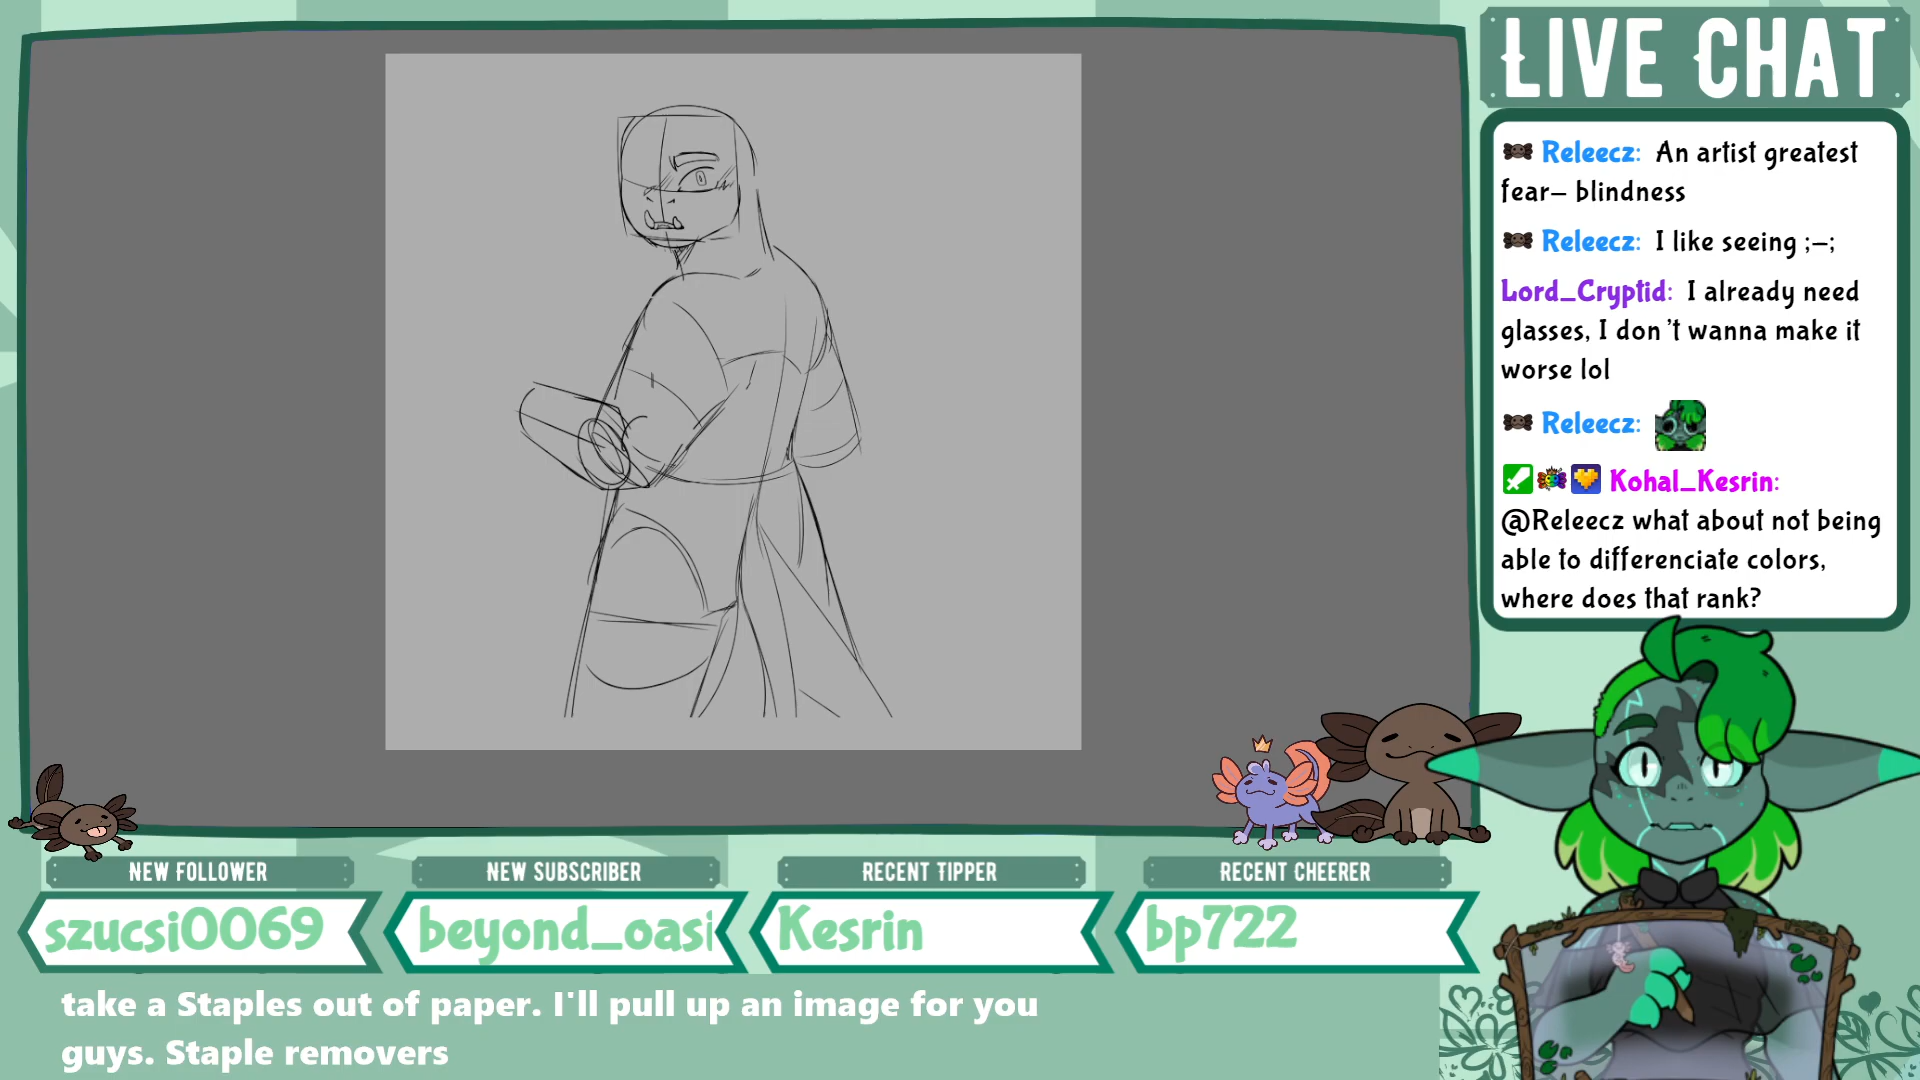 LIVE CHAT
Releecz: An artist greatest
fear– blindness
Releecz: I like seeing ;–;
Lord_Cryptid: I already need
glasses, I don't wanna make it
worse lol
Releecz:
Kohal_Kesrin:
@Releecz what about not being
able to differenciate colors,
where does that rank?
NEW FOLLOWER
szucsi0069
NEW SUBSCRIBER
beyond_oasi
RECENT TIPPER
Kesrin
RECENT CHEERER
bp722
take a Staples out of paper. I'll pull up an image for you
guys. Staple removers